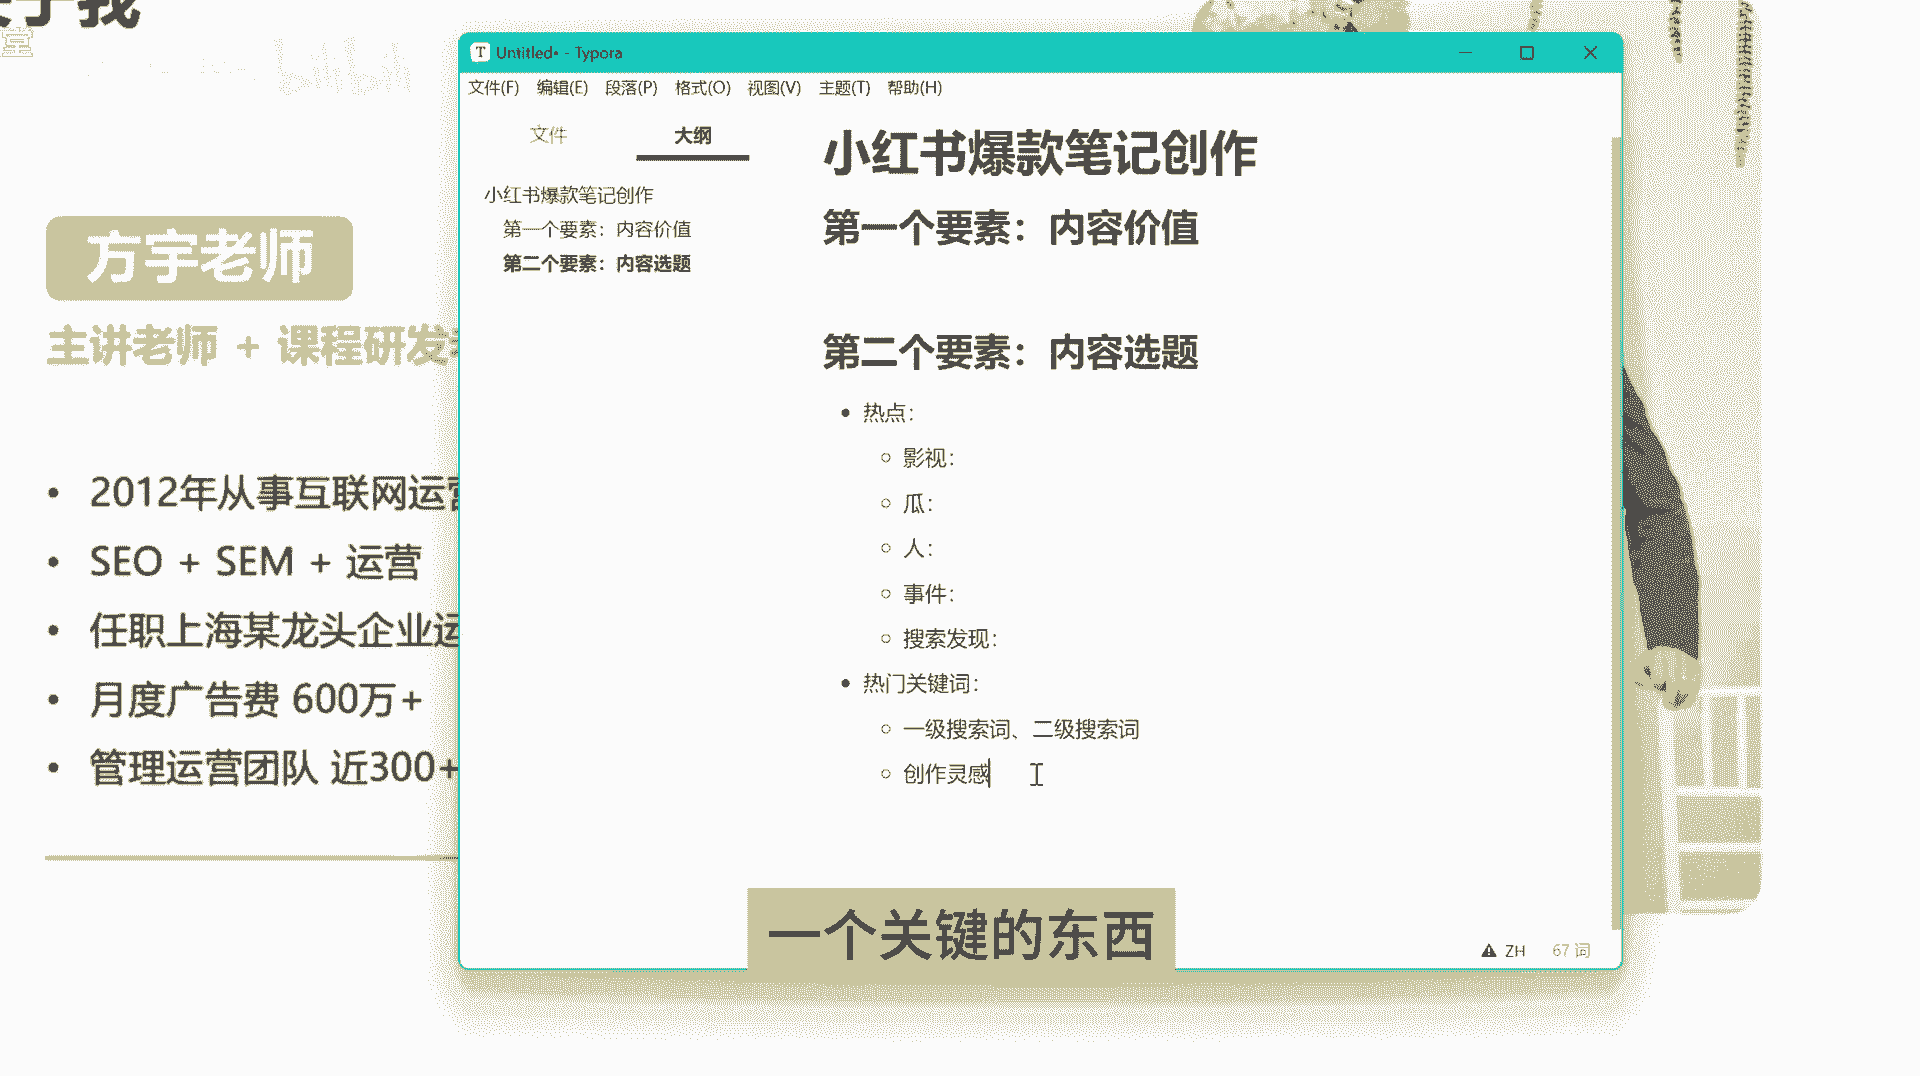 关于我
营
bilibili
方宇老师
主讲老师 + 课程研发
2012年从事互联网运营
SEO + SEM + 运营
任职上海某龙头企业运
月度广告费 600万+
管理运营团队 近300+
Untitled• - Typora
文件(F) 编辑(E) 段落(P) 格式(O) 视图(V) 主题(T) 帮助(H)
文件 大纲
小红书爆款笔记创作
第一个要素：内容价值
第二个要素：内容选题
小红书爆款笔记创作
第一个要素：内容价值
第二个要素：内容选题
热点：
影视：
瓜：
人：
事件：
搜索发现：
热门关键词：
一级搜索词、二级搜索词
创作灵感
ZH 67 词
一个关键的东西